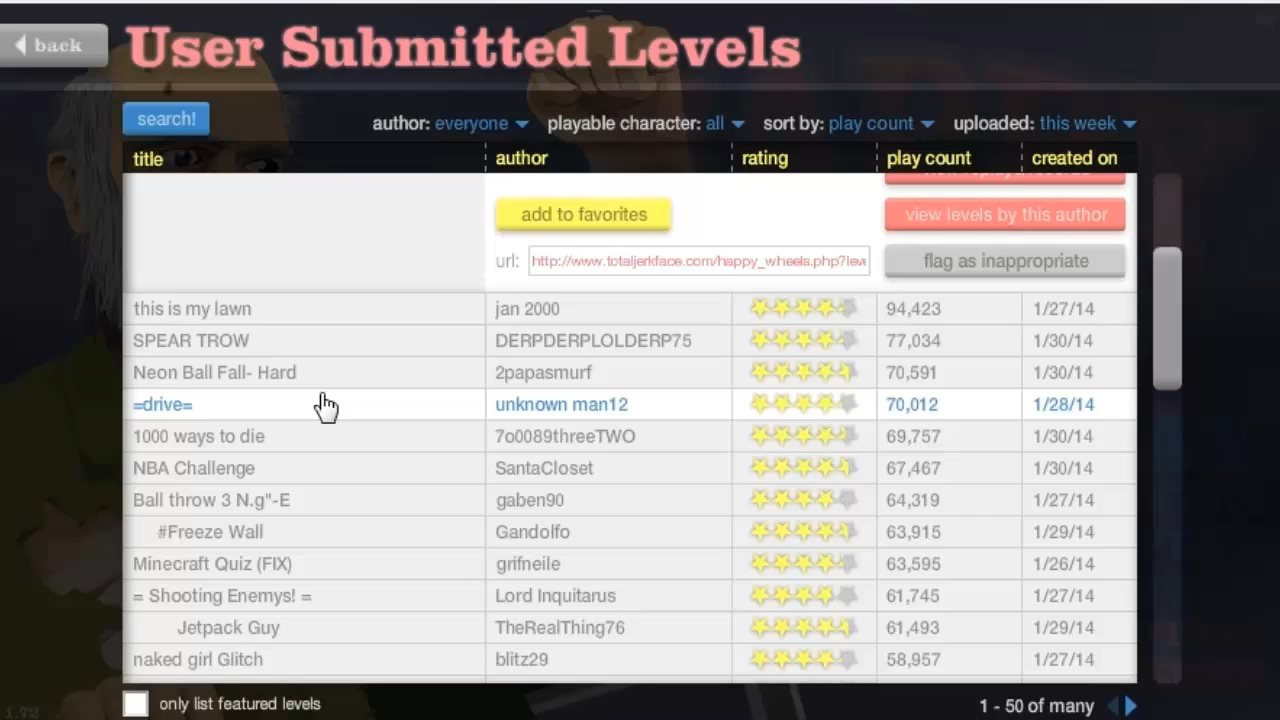 back
User Submitted Levels
search!
author: everyone playable character: all sort by: play count uploaded: this week
title author rating play count created on
add to favorites view levels by this author
url: http://www.totaljerkface.com/happy_wheels.php?leve flag as inappropriate
this is my lawn jan 2000 94,423 1/27/14
SPEAR TROW DERPDERPLOLDERP75 77,034 1/30/14
Neon Ball Fall- Hard 2papasmurf 70,591 1/30/14
=drive= unknown man12 70,012 1/28/14
1000 ways to die 7o0089threeTWO 69,757 1/30/14
NBA Challenge SantaCloset 67,467 1/30/14
Ball throw 3 N.g"-E gaben90 64,319 1/27/14
#Freeze Wall Gandolfo 63,915 1/29/14
Minecraft Quiz (FIX) grifneile 63,595 1/26/14
= Shooting Enemys! = Lord Inquitarus 61,745 1/27/14
Jetpack Guy TheRealThing76 61,493 1/29/14
naked girl Glitch blitz29 58,957 1/27/14
only list featured levels 1 - 50 of many
1.72